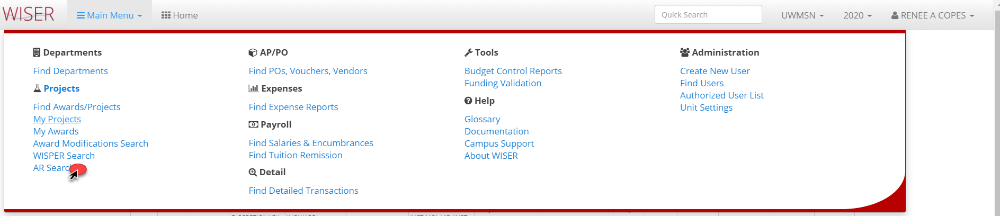 WISER Main Menu Home Quick Search UWMSN 2020 RENEE A COPES
Departments
Find Departments
Projects
Find Awards/Projects
My Projects
My Awards
Award Modifications Search
WISPER Search
AR Search
AP/PO
Find POs, Vouchers, Vendors
Expenses
Find Expense Reports
Payroll
Find Salaries & Encumbrances
Find Tuition Remission
Detail
Find Detailed Transactions
Tools
Budget Control Reports
Funding Validation
Help
Glossary
Documentation
Campus Support
About WISER
Administration
Create New User
Find Users
Authorized User List
Unit Settings